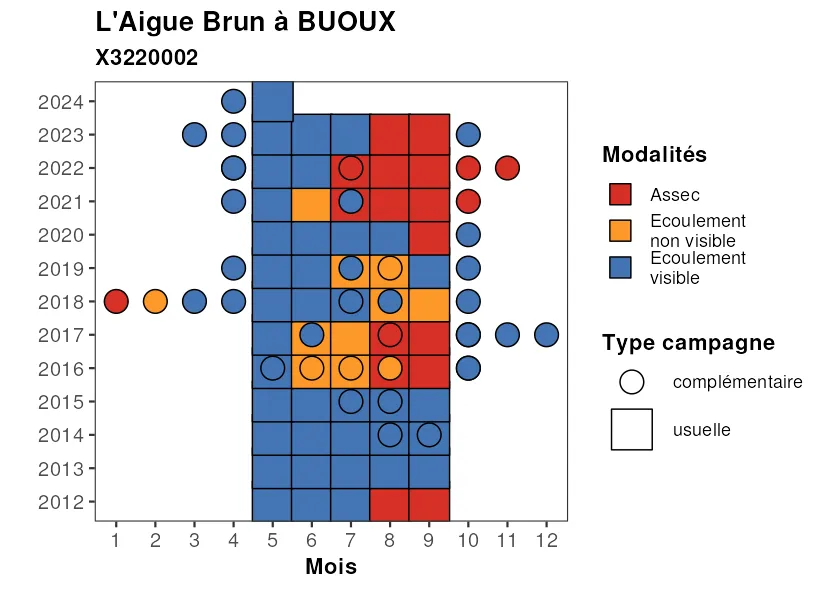 L'Aigue Brun à BUOUX
X3220002
2024
2023
2022
2021
2020
2019
2018
2017
2016
2015
2014
2013
2012
1 2 3 4 5 6 7 8 9 10 11 12
Mois
Modalités
Assec
Ecoulement
non visible
Ecoulement
visible
Type campagne
complémentaire
usuelle